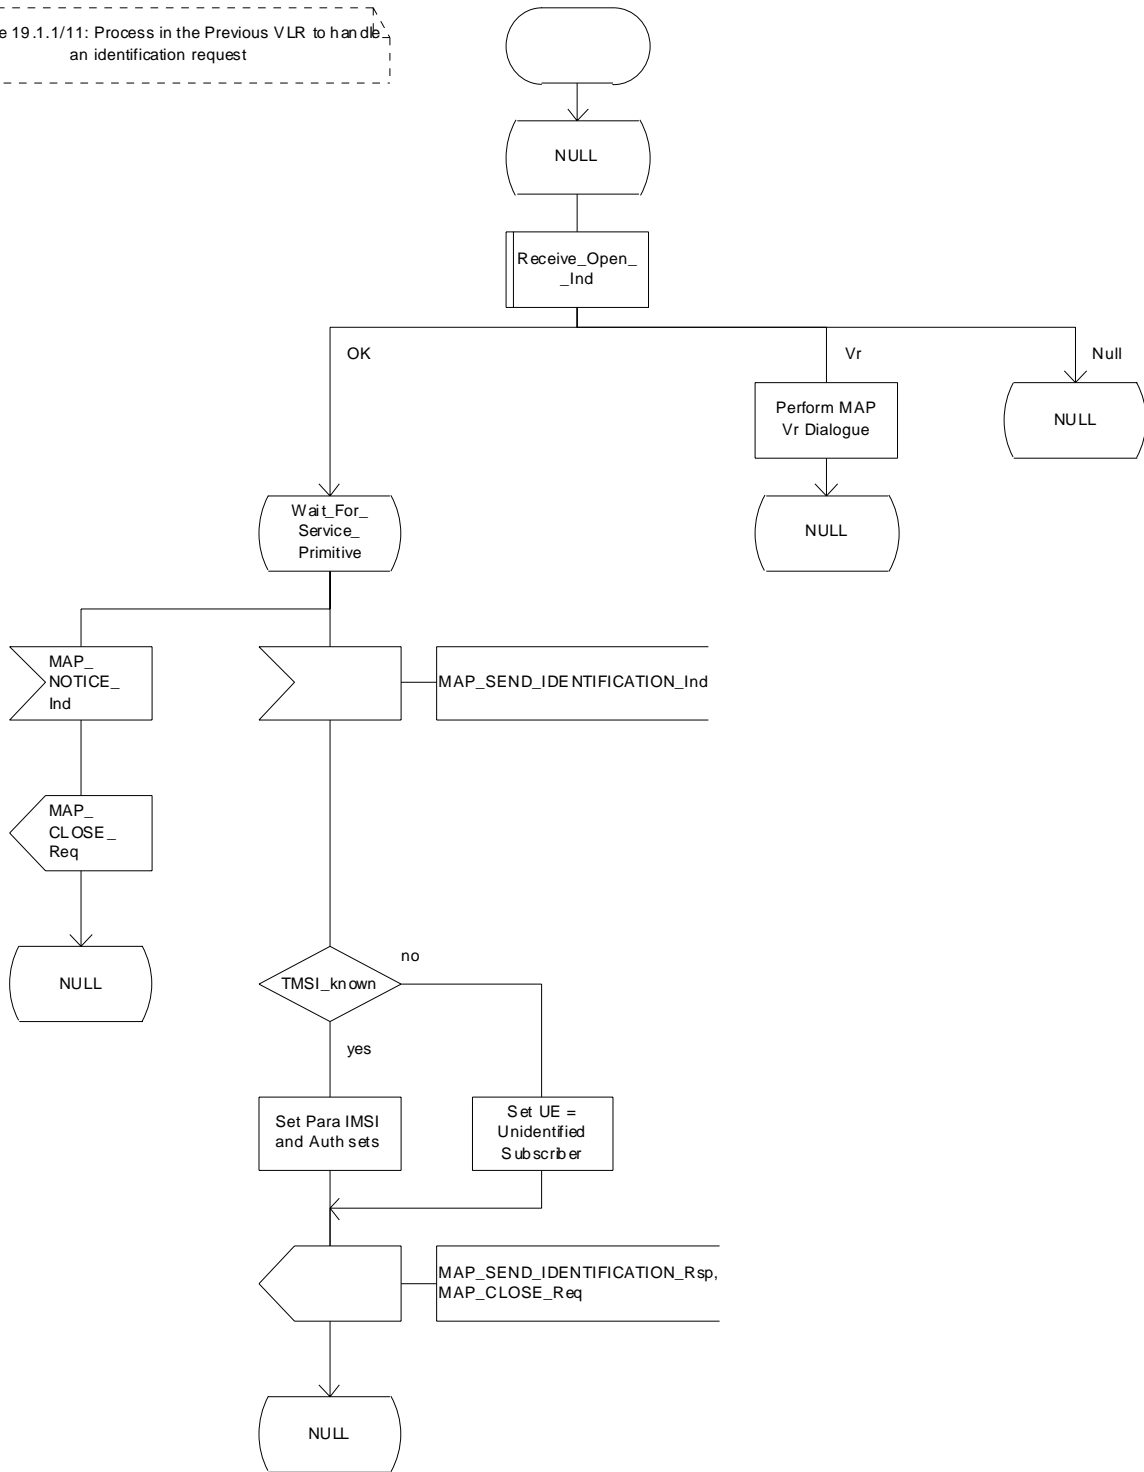 e 19.1.1/11: Process in the Previous VLR to handle
an identification request
NULL
Receive_Open_
_Ind
OK
Vr
Null
Perform MAP
Vr Dialogue
NULL
NULL
Wait_For_
Service_
Primitive
MAP_
NOTICE_
Ind
MAP_SEND_IDENTIFICATION_Ind
MAP_
CLOSE_
Req
NULL
TMSI_known
no
yes
Set Para IMSI
and Auth sets
Set UE =
Unidentified
Subscriber
MAP_SEND_IDENTIFICATION_Rsp,
MAP_CLOSE_Req
NULL